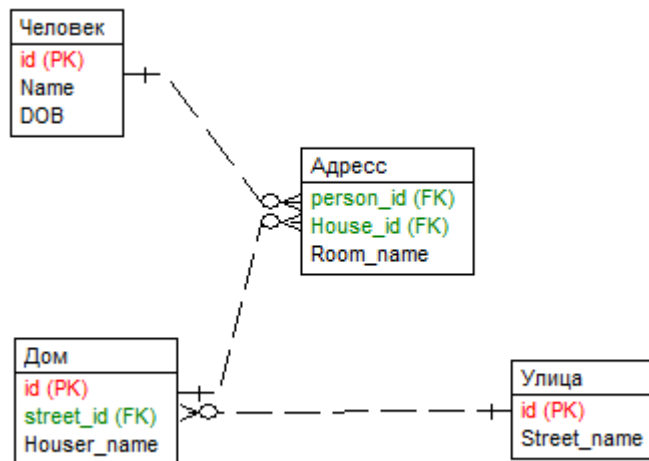 Человек
id (PK)
Name
DOB
Адресс
person_id (FK)
House_id (FK)
Room_name
Дом
id (PK)
street_id (FK)
Houser_name
Улица
id (PK)
Street_name